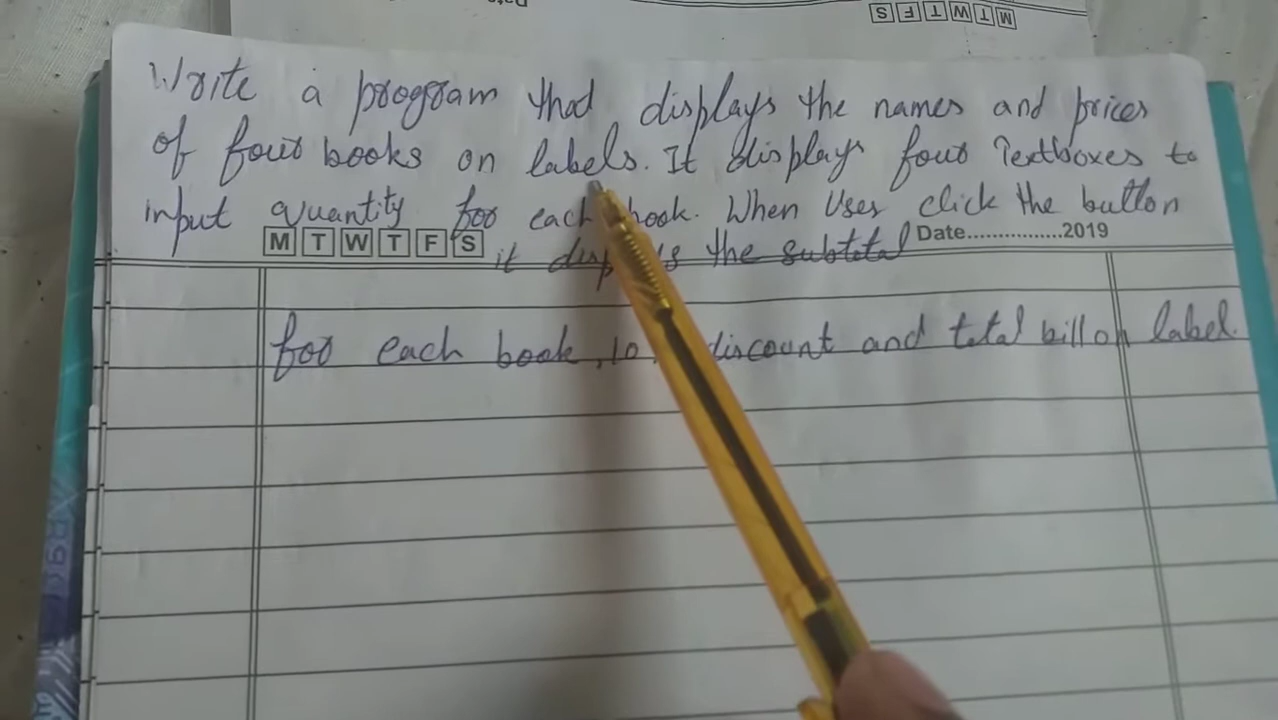 M T W T F S
Write a program that displays the names and prices
of four books on labels. It displays four Textboxes to
input quantity for each book. When User click the button
M T W T F S Date...............2019
it displays the subtotal
for each book, 10 discount and total bill on label.